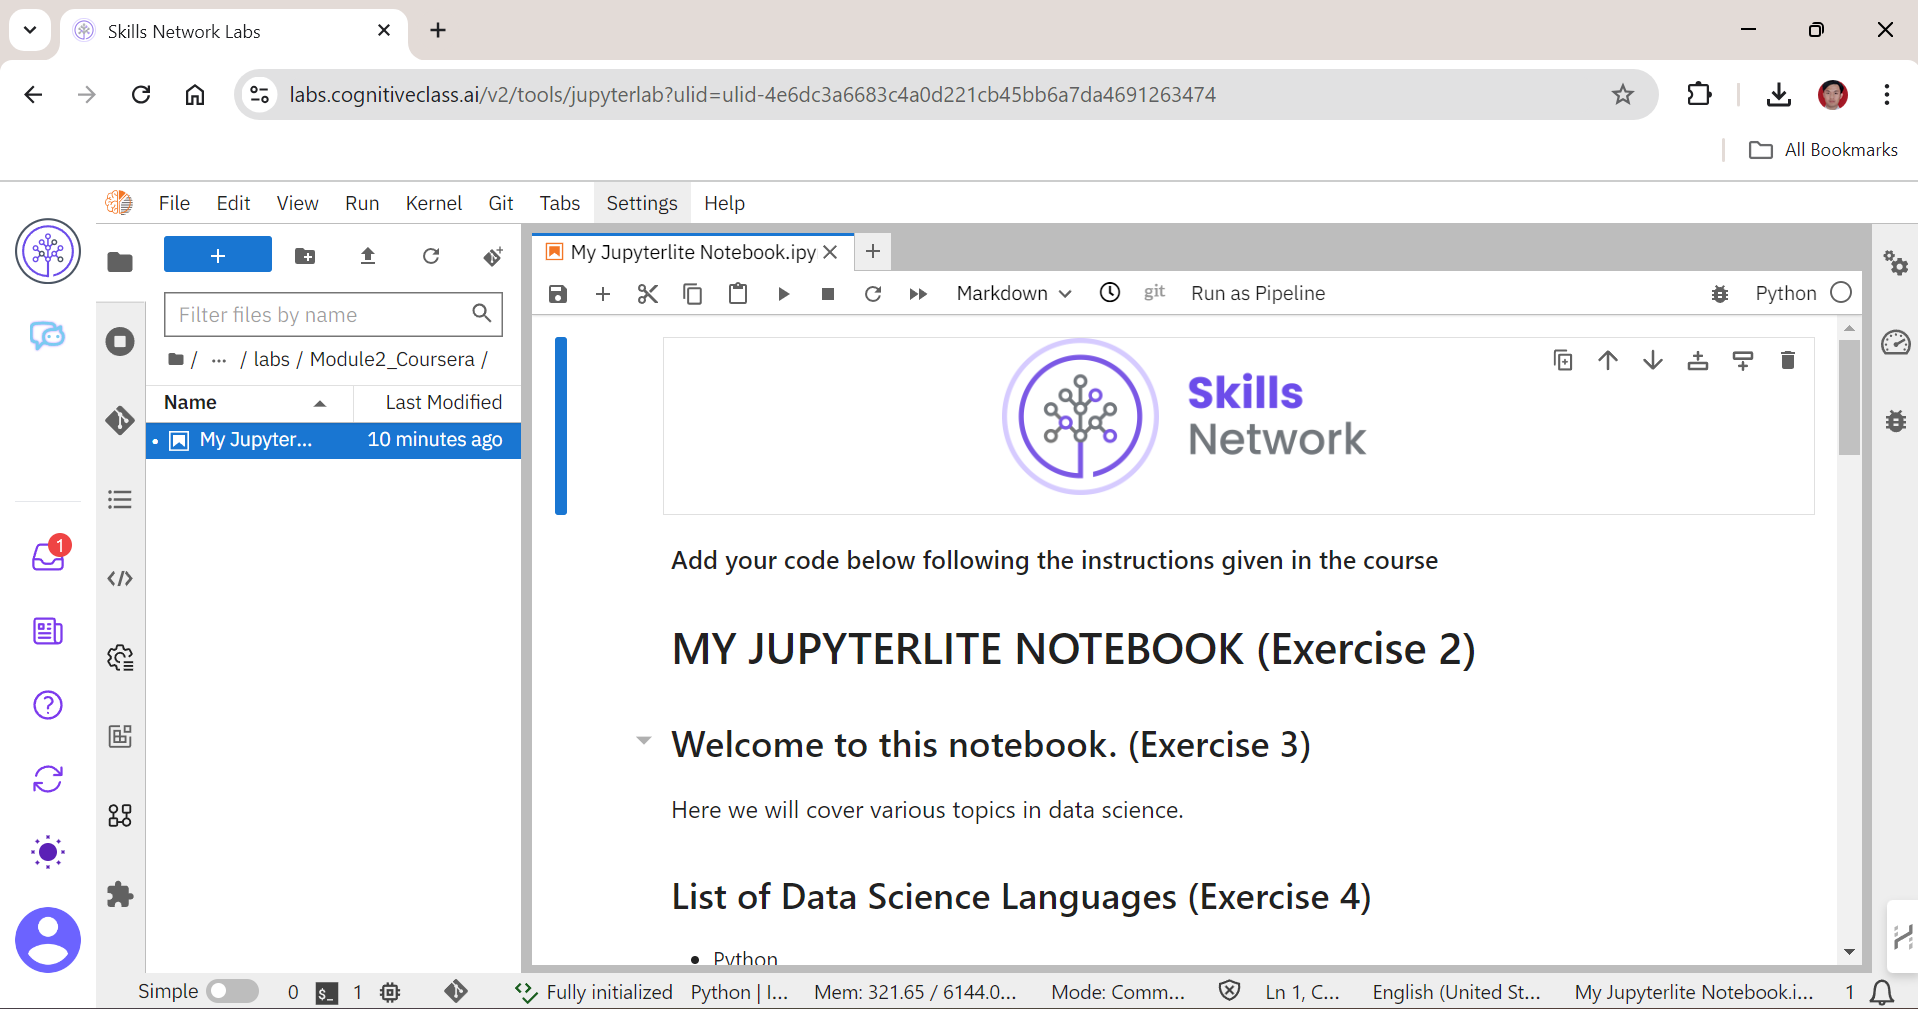 Skills Network Labs
labs.cognitiveclass.ai/v2/tools/jupyterlab?ulid=ulid-4e6dc3a6683c4a0d221cb45bb6a7da4691263474
All Bookmarks
File Edit View Run Kernel Git Tabs Settings Help
My Jupyterlite Notebook.ipy
Markdown git Run as Pipeline Python
Filter files by name
/ ... / labs / Module2_Coursera /
Name Last Modified
My Jupyter... 10 minutes ago
Skills
Network
Add your code below following the instructions given in the course
MY JUPYTERLITE NOTEBOOK (Exercise 2)
Welcome to this notebook. (Exercise 3)
Here we will cover various topics in data science.
List of Data Science Languages (Exercise 4)
• Python
1
Simple 0 $_ 1 Fully initialized Python | I... Mem: 321.65 / 6144.0... Mode: Comm... Ln 1, C... English (United St... My Jupyterlite Notebook.i... 1